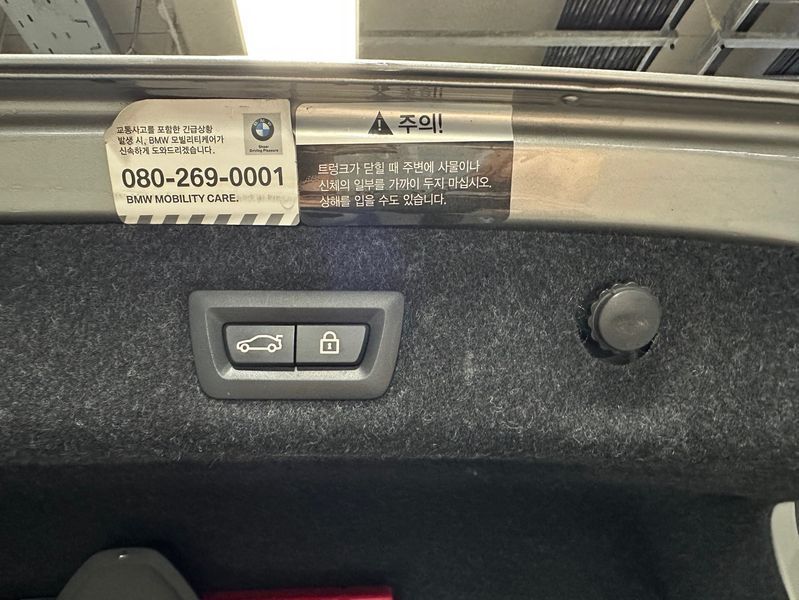 교통사고를 포함한 긴급상황
발생 시, BMW 모빌리티케어가
신속하게 도와드리겠습니다.
BMW
Sheer
Driving Pleasure
080-269-0001
BMW MOBILITY CARE.
주의!
트렁크가 닫힐 때 주변에 사물이나
신체의 일부를 가까이 두지 마십시오.
상해를 입을 수도 있습니다.